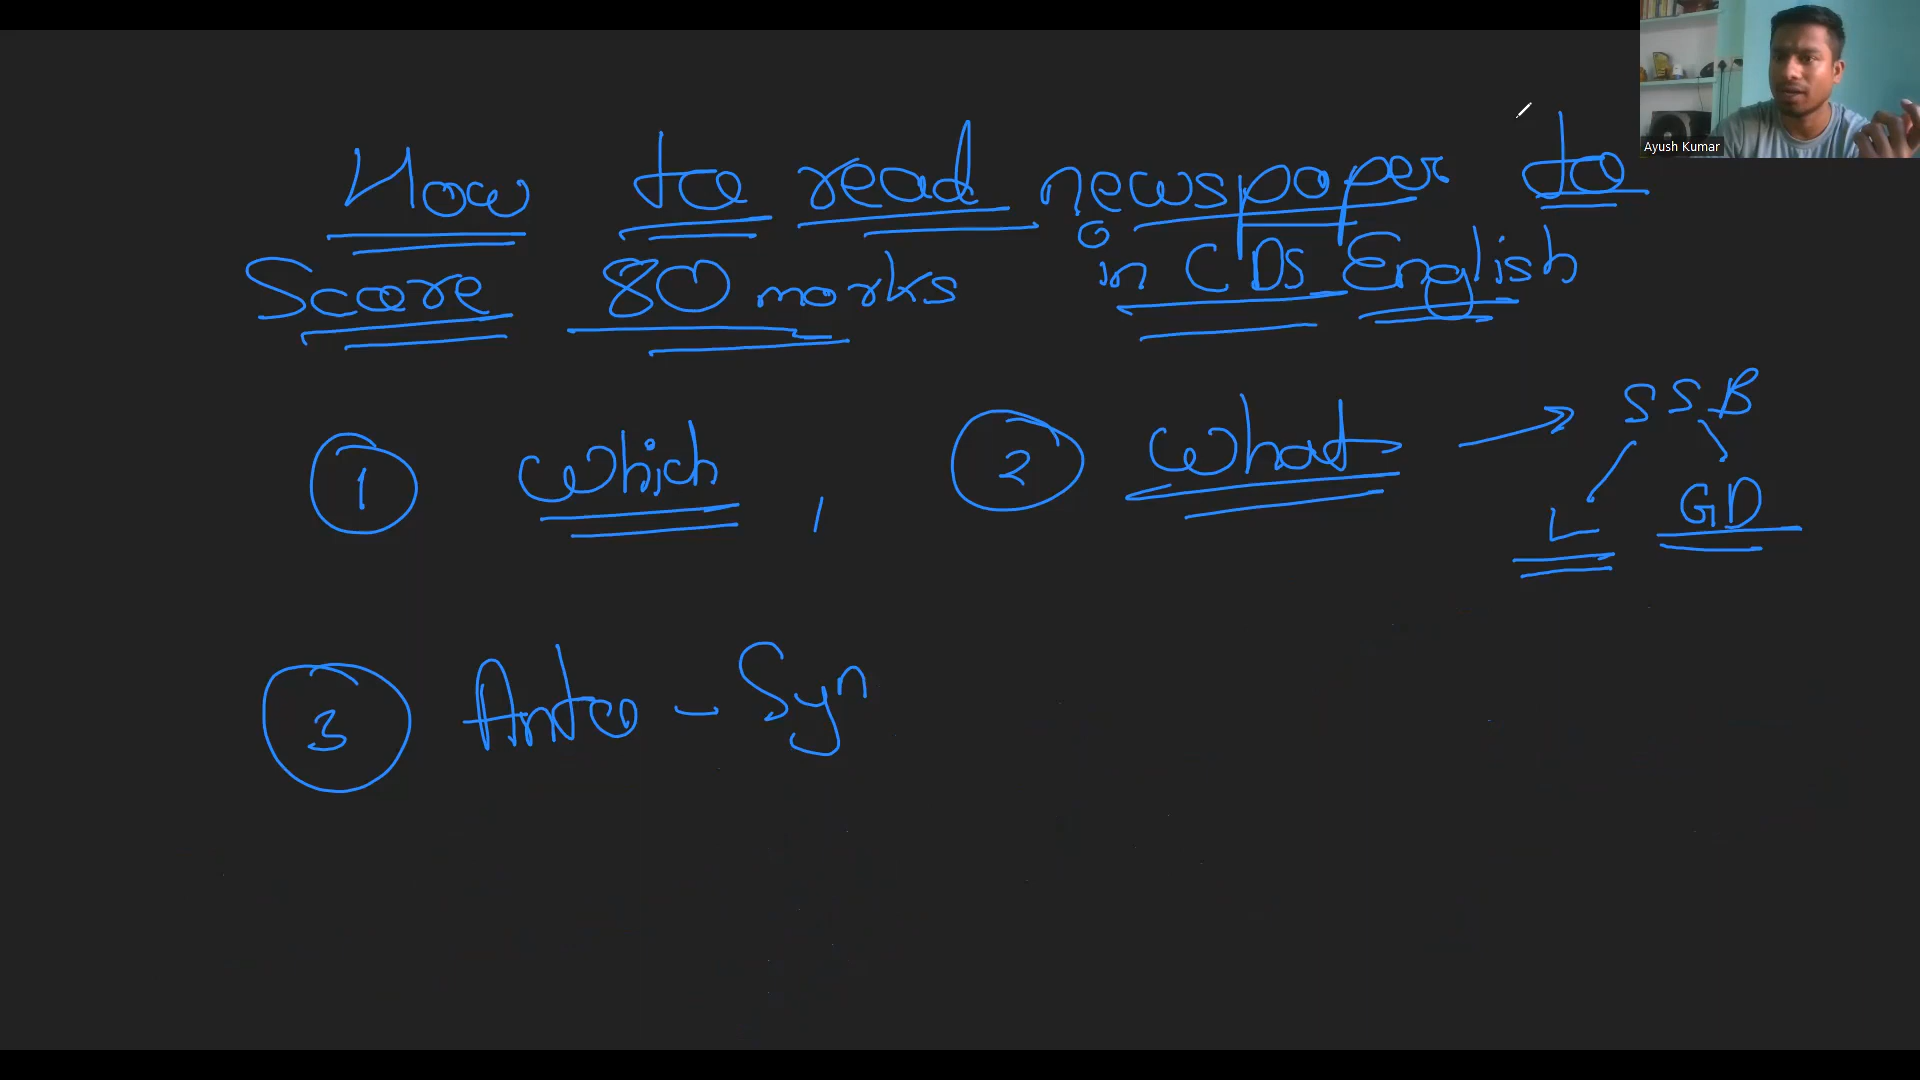 Ayush Kumar
How to read newspaper to
Score 80 marks in CDS English
1 Which , 2 What → SSB
L GD
3 Anto - Syn